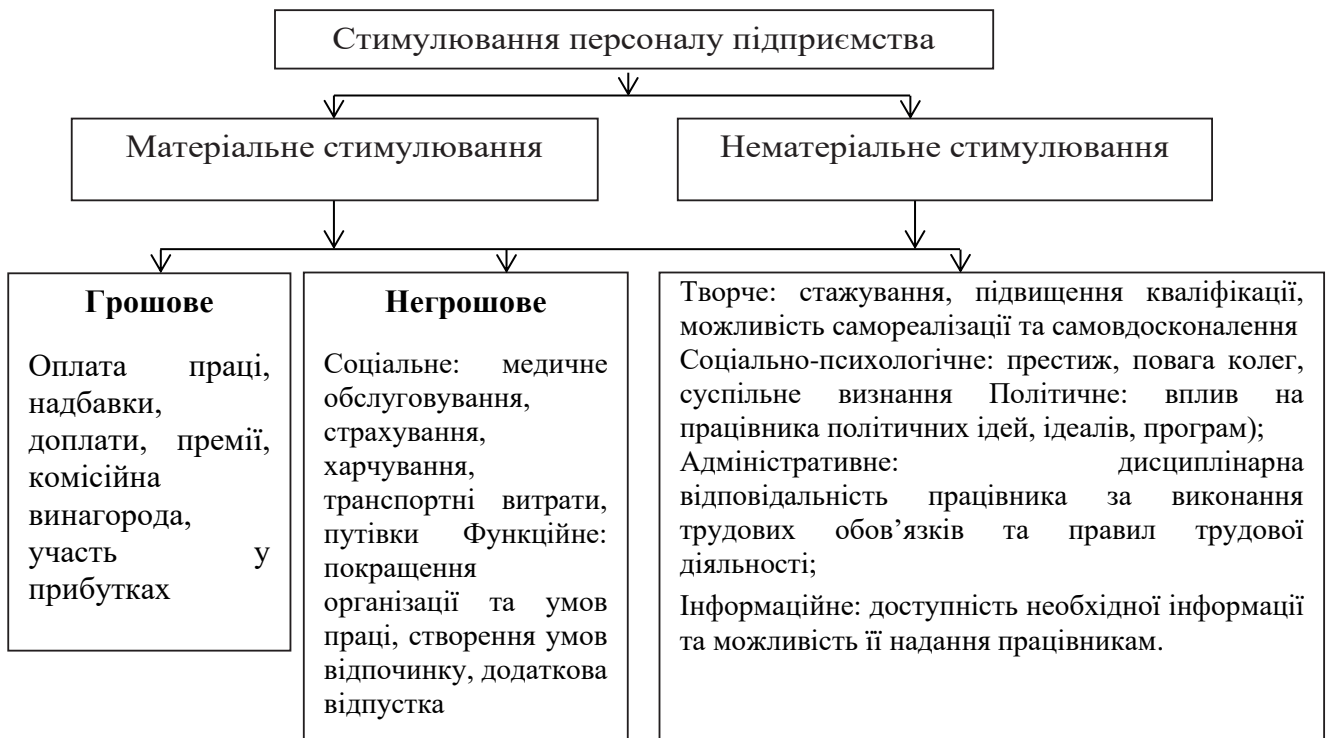 Стимулювання персоналу підприємства
Матеріальне стимулювання
Нематеріальне стимулювання
Грошове
Оплата праці,
надбавки,
доплати, премії,
комісійна
винагорода,
участь у
прибутках
Негрошове
Соціальне: медичне
обслуговування,
страхування,
харчування,
транспортні витрати,
путівки Функційне:
покращення
організації та умов
праці, створення умов
відпочинку, додаткова
відпустка
Творче: стажування, підвищення кваліфікації,
можливість самореалізації та самовдосконалення
Соціально-психологічне: престиж, повага колег,
суспільне визнання Політичне: вплив на
працівника політичних ідей, ідеалів, програм);
Адміністративне: дисциплінарна
відповідальність працівника за виконання
трудових обов’язків та правил трудової
діяльності;
Інформаційне: доступність необхідної інформації
та можливість її надання працівникам.